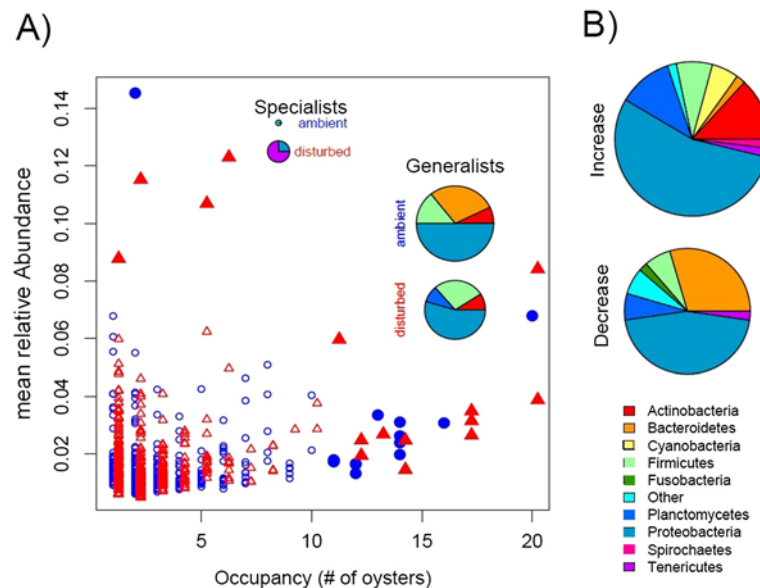 A)
B)
mean relative Abundance
0.14
0.12
0.10
0.08
0.06
0.04
0.02
5
10
15
20
Occupancy (# of oysters)
Specialists
ambient
disturbed
Generalists
ambient
disturbed
Increase
Decrease
Actinobacteria
Bacteroidetes
Cyanobacteria
Firmicutes
Fusobacteria
Other
Planctomycetes
Proteobacteria
Spirochaetes
Tenericutes